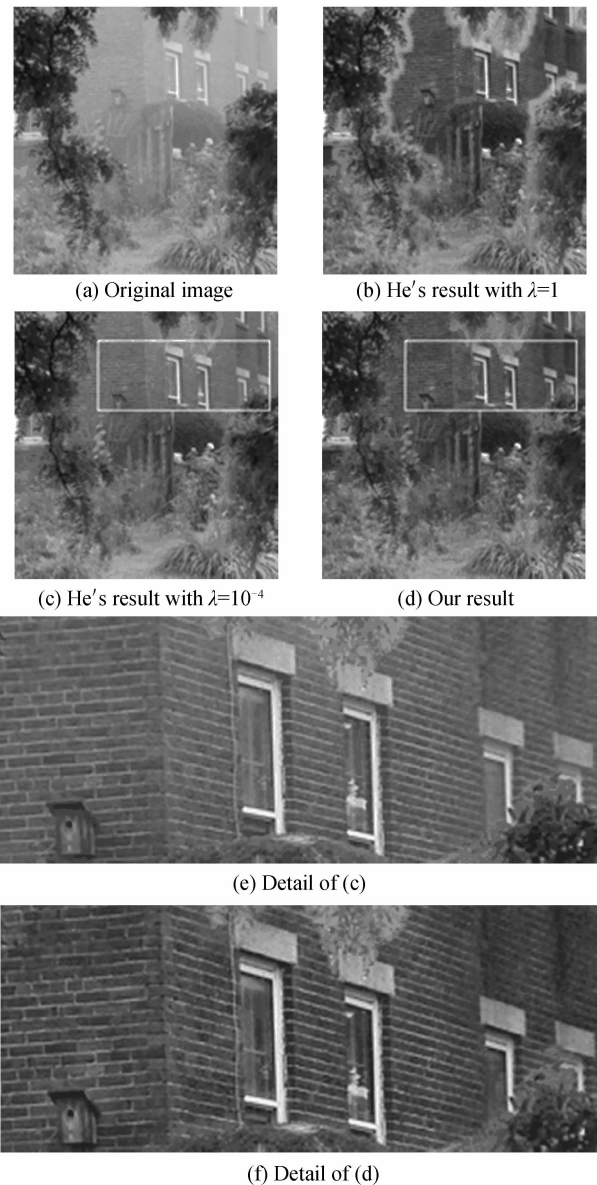 (a) Original image
(b) He′s result with λ=1
(c) He′s result with λ=10⁻⁴
(d) Our result
(e) Detail of (c)
(f) Detail of (d)